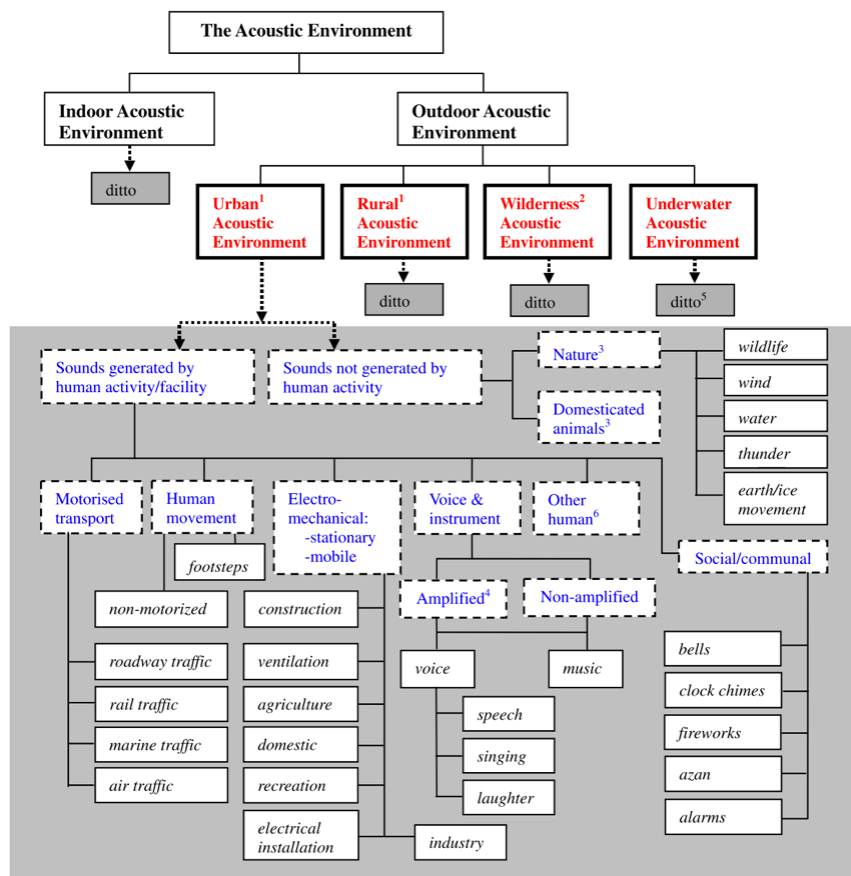 The Acoustic Environment
Indoor Acoustic
Environment
Outdoor Acoustic
Environment
ditto
Urban1
Acoustic
Environment
Rural1
Acoustic
Environment
Wilderness2
Acoustic
Environment
Underwater
Acoustic
Environment
ditto
ditto
ditto5
Sounds generated by
human activity/facility
Sounds not generated by
human activity
Nature3
Domesticated
animals3
wildlife
wind
water
thunder
earth/ice
movement
Motorised
transport
Human
movement
Electro-
mechanical:
-stationary
-mobile
Voice &
instrument
Other
human6
Social/communal
footsteps
non-motorized
roadway traffic
rail traffic
marine traffic
air traffic
construction
ventilation
agriculture
domestic
recreation
electrical
installation
industry
Amplified4
Non-amplified
voice
music
speech
singing
laughter
bells
clock chimes
fireworks
azan
alarms